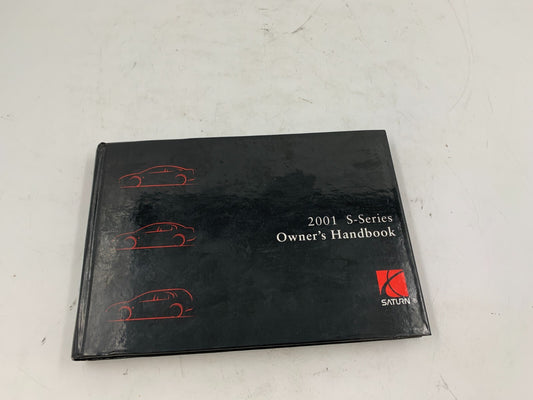 2001 S-Series
Owner's Handbook
SATURN ®